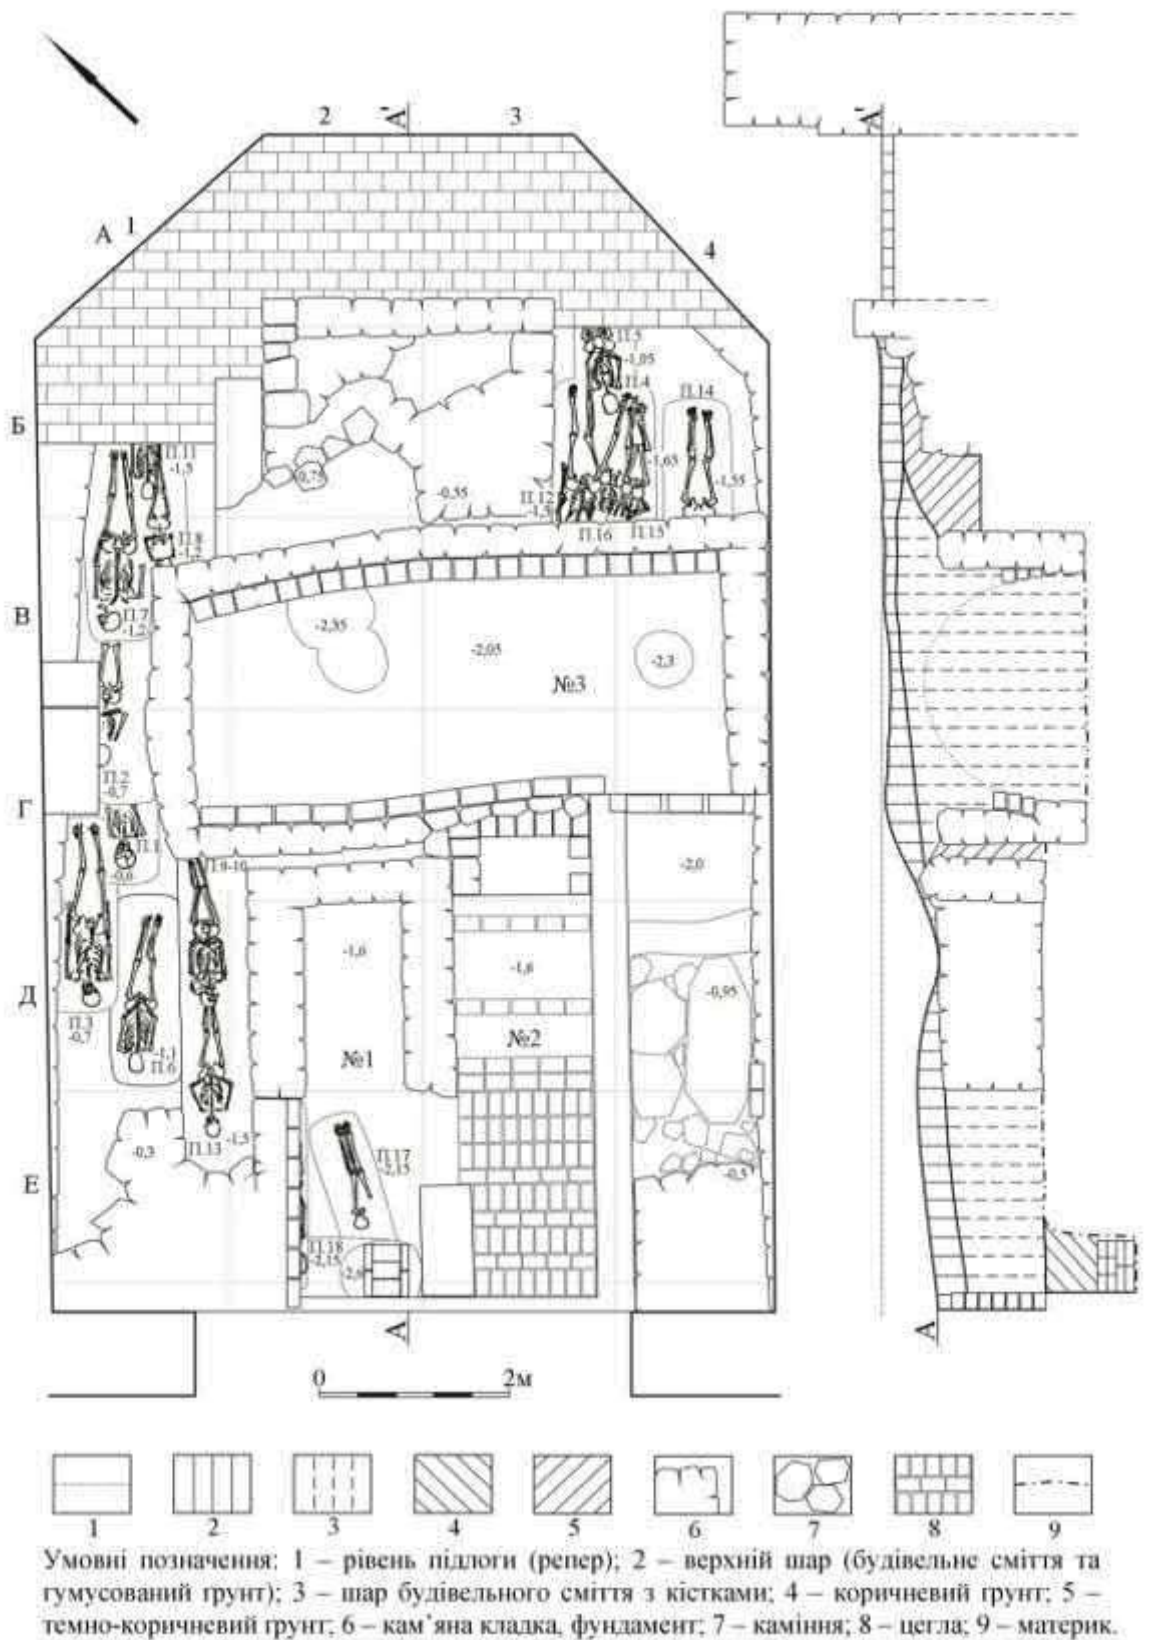 2
А'
3
А'
А
1
4
П.5
-1,05
П.4
П.14
Б
П.11
-1,5
-0,75
-0,55
-1,65
-1,55
П.12
-1,5
П.16
П.15
П.8
-1,2
В
П.7
-1,2
-2,35
-2,05
-2,3
№3
П.2
-0,7
Г
П.1
-0,6
П.9-10
-2,0
-1,6
-1,6
-0,95
Д
П.3
-0,7
-1,1
П.6
№1
№2
-1,5
П.13
-0,3
П.17
-2,15
-0,5
Е
П.18
-2,15
А
А
0
2м
1
2
3
4
5
6
7
8
9
Умовні позначення: 1 – рівень підлоги (репер); 2 – верхній шар (будівельне сміття та
гумусований ґрунт); 3 – шар будівельного сміття з кістками; 4 – коричневий ґрунт; 5 –
темно-коричневий ґрунт; 6 – кам’яна кладка, фундамент; 7 – каміння; 8 – цегла; 9 – материк.